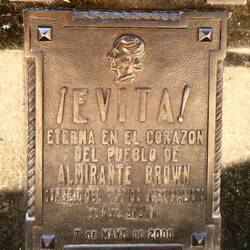 ¡EVITA!
ETERNA EN EL CORAZON
DEL PUEBLO DE
ALMIRANTE BROWN
7 DE MAYO DE 2000